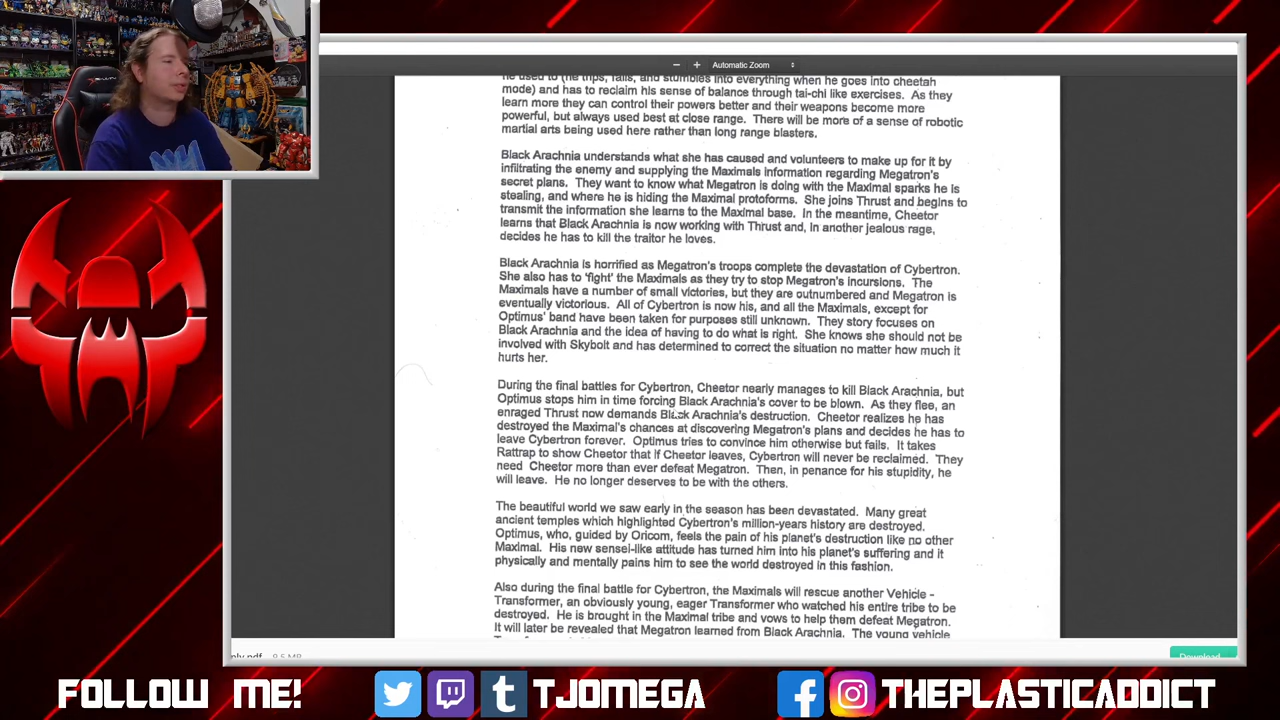 Automatic Zoom
he used to (he trips, falls, and stumbles into everything when he goes into cheetah
mode) and has to reclaim his sense of balance through tai-chi like exercises. As they
learn more they can control their powers better and their weapons become more
powerful, but always used best at close range. There will be more of a sense of robotic
martial arts being used here rather than long range blasters.
Black Arachnia understands what she has caused and volunteers to make up for it by
infiltrating the enemy and supplying the Maximals information regarding Megatron's
secret plans. They want to know what Megatron is doing with the Maximal sparks he is
stealing, and where he is hiding the Maximal protoforms. She joins Thrust and begins to
transmit the information she learns to the Maximal base. In the meantime, Cheetor
learns that Black Arachnia is now working with Thrust and, in another jealous rage,
decides he has to kill the traitor he loves.
Black Arachnia is horrified as Megatron's troops complete the devastation of Cybertron.
She also has to 'fight' the Maximals as they try to stop Megatron's incursions. The
Maximals have a number of small victories, but they are outnumbered and Megatron is
eventually victorious. All of Cybertron is now his, and all the Maximals, except for
Optimus' band have been taken for purposes still unknown. They story focuses on
Black Arachnia and the idea of having to do what is right. She knows she should not be
involved with Skybolt and has determined to correct the situation no matter how much it
hurts her.
During the final battles for Cybertron, Cheetor nearly manages to kill Black Arachnia, but
Optimus stops him in time forcing Black Arachnia's cover to be blown. As they flee, an
enraged Thrust now demands Black Arachnia's destruction. Cheetor realizes he has
destroyed the Maximal's chances at discovering Megatron's plans and decides he has to
leave Cybertron forever. Optimus tries to convince him otherwise but fails. It takes
Rattrap to show Cheetor that if Cheetor leaves, Cybertron will never be reclaimed. They
need Cheetor more than ever defeat Megatron. Then, in penance for his stupidity, he
will leave. He no longer deserves to be with the others.
The beautiful world we saw early in the season has been devastated. Many great
ancient temples which highlighted Cybertron's million-years history are destroyed.
Optimus, who, guided by Oricom, feels the pain of his planet's destruction like no other
Maximal. His new sensei-like attitude has turned him into his planet's suffering and it
physically and mentally pains him to see the world destroyed in this fashion.
Also during the final battle for Cybertron, the Maximals will rescue another Vehicle -
Transformer, an obviously young, eager Transformer who watched his entire tribe to be
destroyed. He is brought in the Maximal tribe and vows to help them defeat Megatron.
It will later be revealed that Megatron learned from Black Arachnia. The young vehicle
9.5 MB
Download
FOLLOW ME! TJOMEGA THEPLASTICADDICT